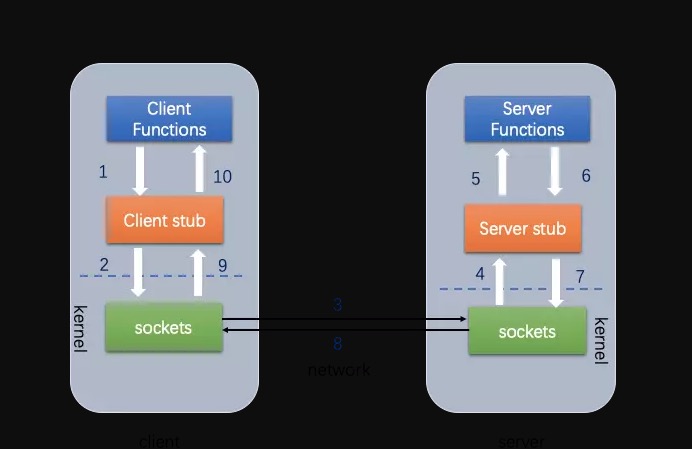 Client
Functions
1
10
Client stub
2
9
kernel
sockets
3
8
network
Server
Functions
5
6
Server stub
4
7
sockets
kernel
client
server